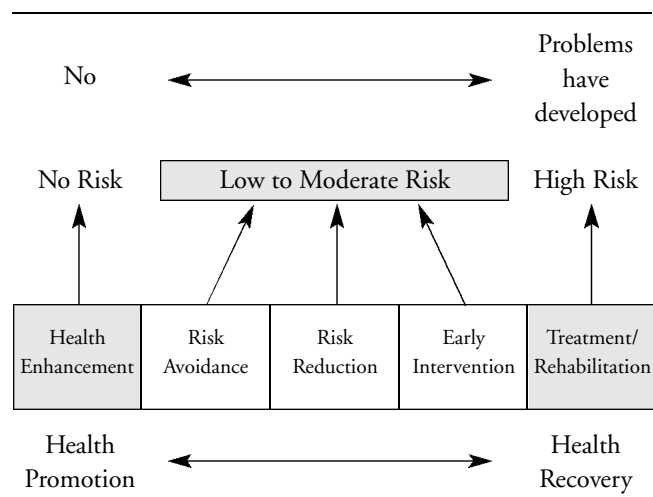 No
Problems
have
developed
No Risk
Low to Moderate Risk
High Risk
Health
Enhancement
Risk
Avoidance
Risk
Reduction
Early
Intervention
Treatment/
Rehabilitation
Health
Promotion
Health
Recovery